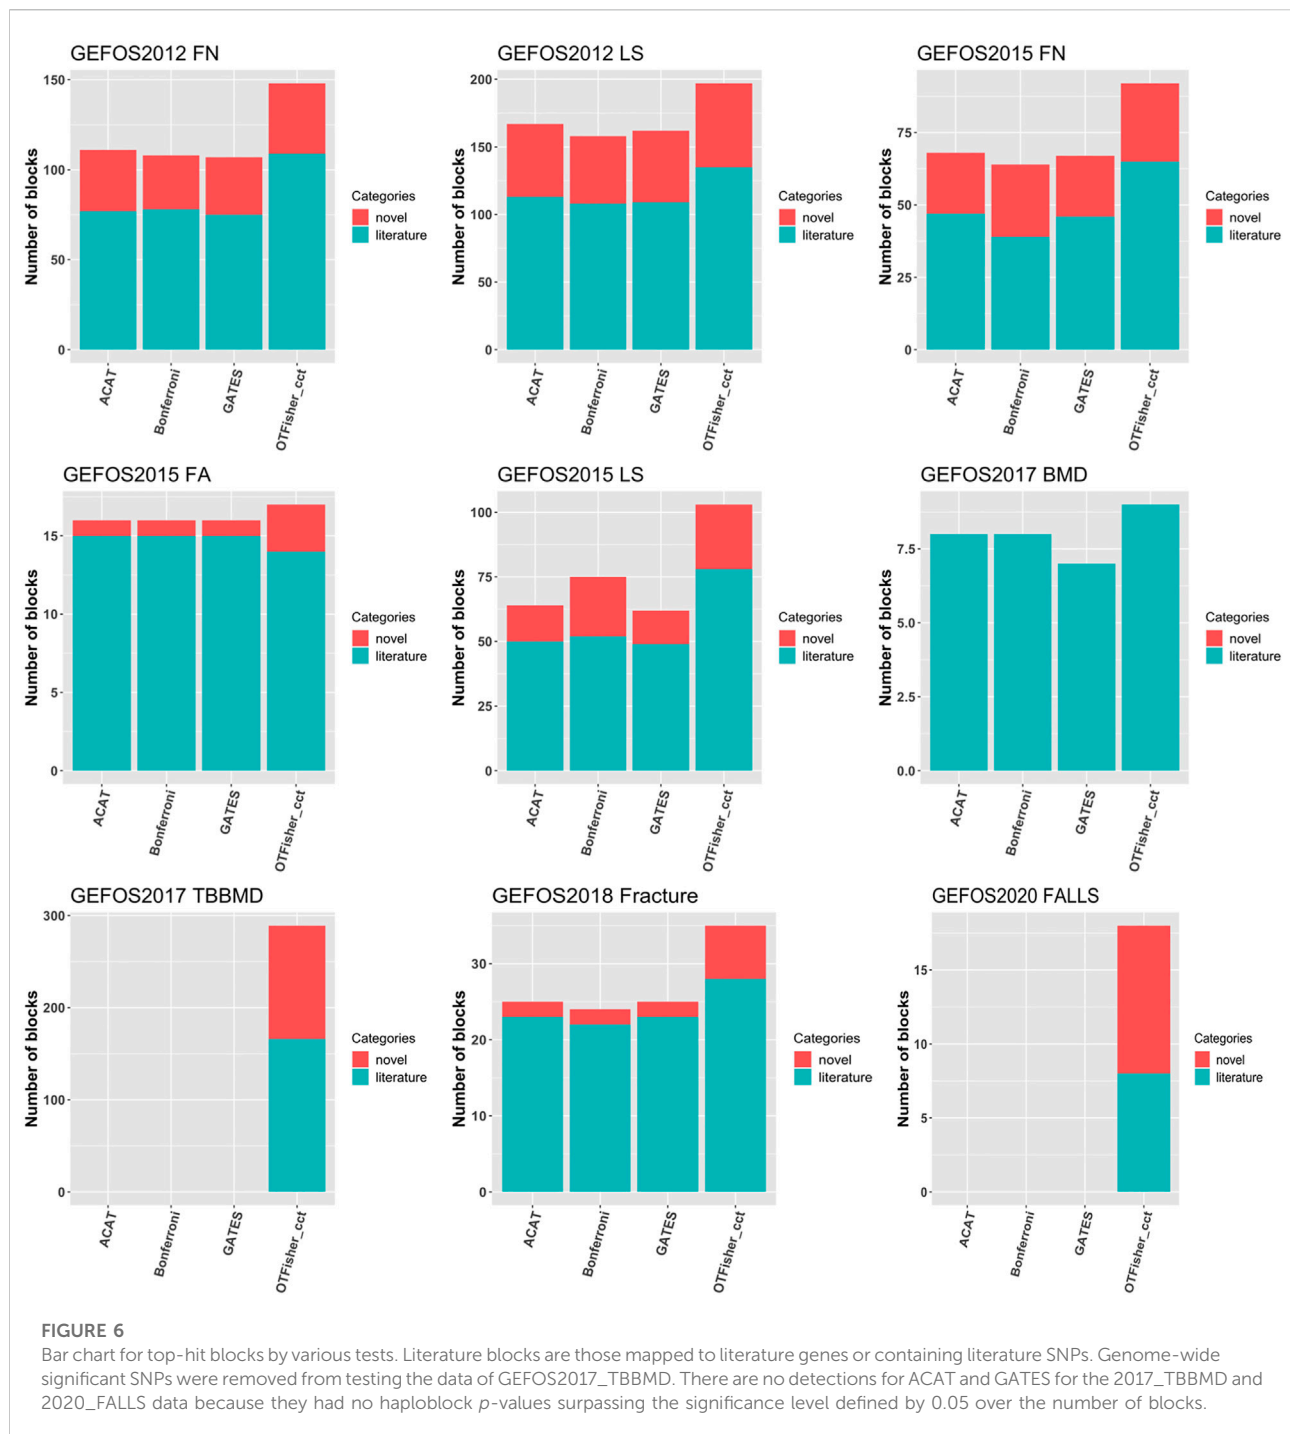 GEFOS2012 FN
Number of blocks
150
100
50
0
ACAT
Bonferroni
GATES
OTFisher_cct
Categories
novel
literature
GEFOS2012 LS
Number of blocks
200
150
100
50
0
ACAT
Bonferroni
GATES
OTFisher_cct
Categories
novel
literature
GEFOS2015 FN
Number of blocks
75
50
25
0
ACAT
Bonferroni
GATES
OTFisher_cct
Categories
novel
literature
GEFOS2015 FA
Number of blocks
15
10
5
0
ACAT
Bonferroni
GATES
OTFisher_cct
Categories
novel
literature
GEFOS2015 LS
Number of blocks
100
75
50
25
0
ACAT
Bonferroni
GATES
OTFisher_cct
Categories
novel
literature
GEFOS2017 BMD
Number of blocks
7.5
5.0
2.5
0.0
ACAT
Bonferroni
GATES
OTFisher_cct
Categories
novel
literature
GEFOS2017 TBBMD
Number of blocks
300
200
100
0
ACAT
Bonferroni
GATES
OTFisher_cct
Categories
novel
literature
GEFOS2018 Fracture
Number of blocks
30
20
10
0
ACAT
Bonferroni
GATES
OTFisher_cct
Categories
novel
literature
GEFOS2020 FALLS
Number of blocks
15
10
5
0
ACAT
Bonferroni
GATES
OTFisher_cct
Categories
novel
literature
FIGURE 6
Bar chart for top-hit blocks by various tests. Literature blocks are those mapped to literature genes or containing literature SNPs. Genome-wide
significant SNPs were removed from testing the data of GEFOS2017_TBBMD. There are no detections for ACAT and GATES for the 2017_TBBMD and
2020_FALLS data because they had no haploblock p-values surpassing the significance level defined by 0.05 over the number of blocks.